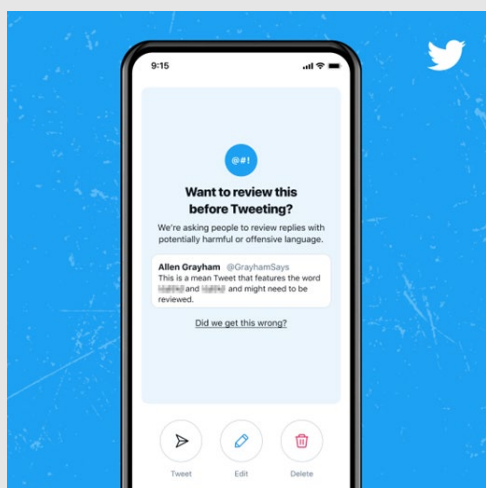 9:15
@#!
Want to review this
before Tweeting?
We're asking people to review replies with
potentially harmful or offensive language.
Allen Grayham @GrayhamSays
This is a mean Tweet that features the word
and and might need to be
reviewed.
Did we get this wrong?
Tweet Edit Delete